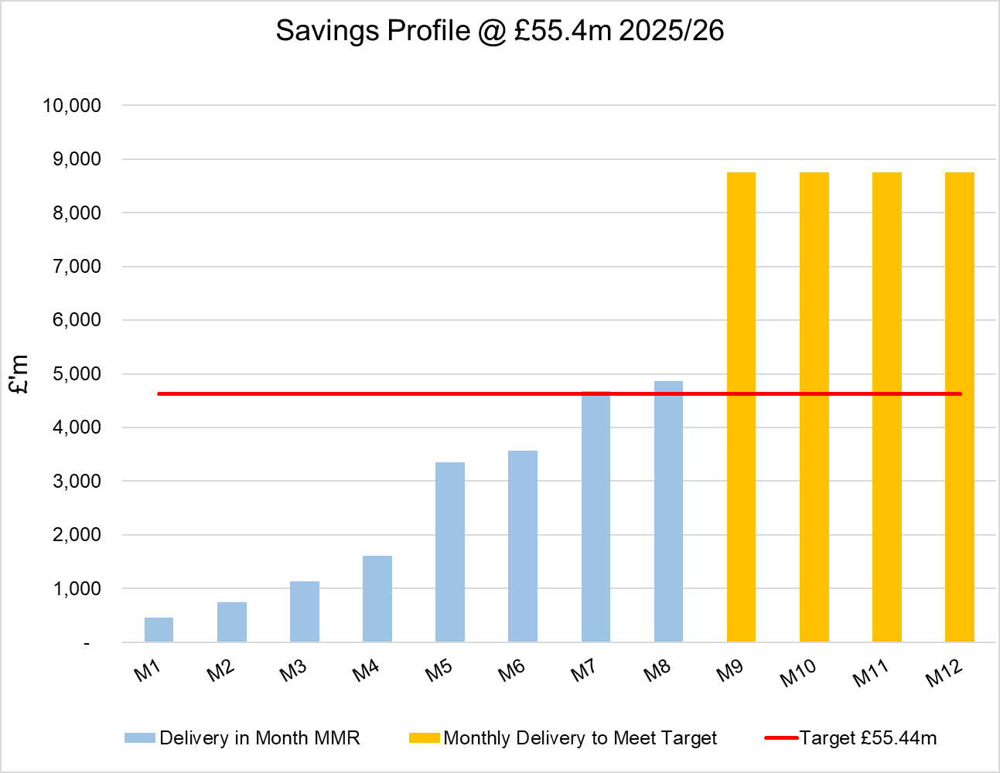 Savings Profile @ £55.4m 2025/26
10,000
9,000
8,000
7,000
6,000
5,000
4,000
3,000
2,000
1,000
-
£'m
M1 M2 M3 M4 M5 M6 M7 M8 M9 M10 M11 M12
Delivery in Month MMR Monthly Delivery to Meet Target Target £55.44m